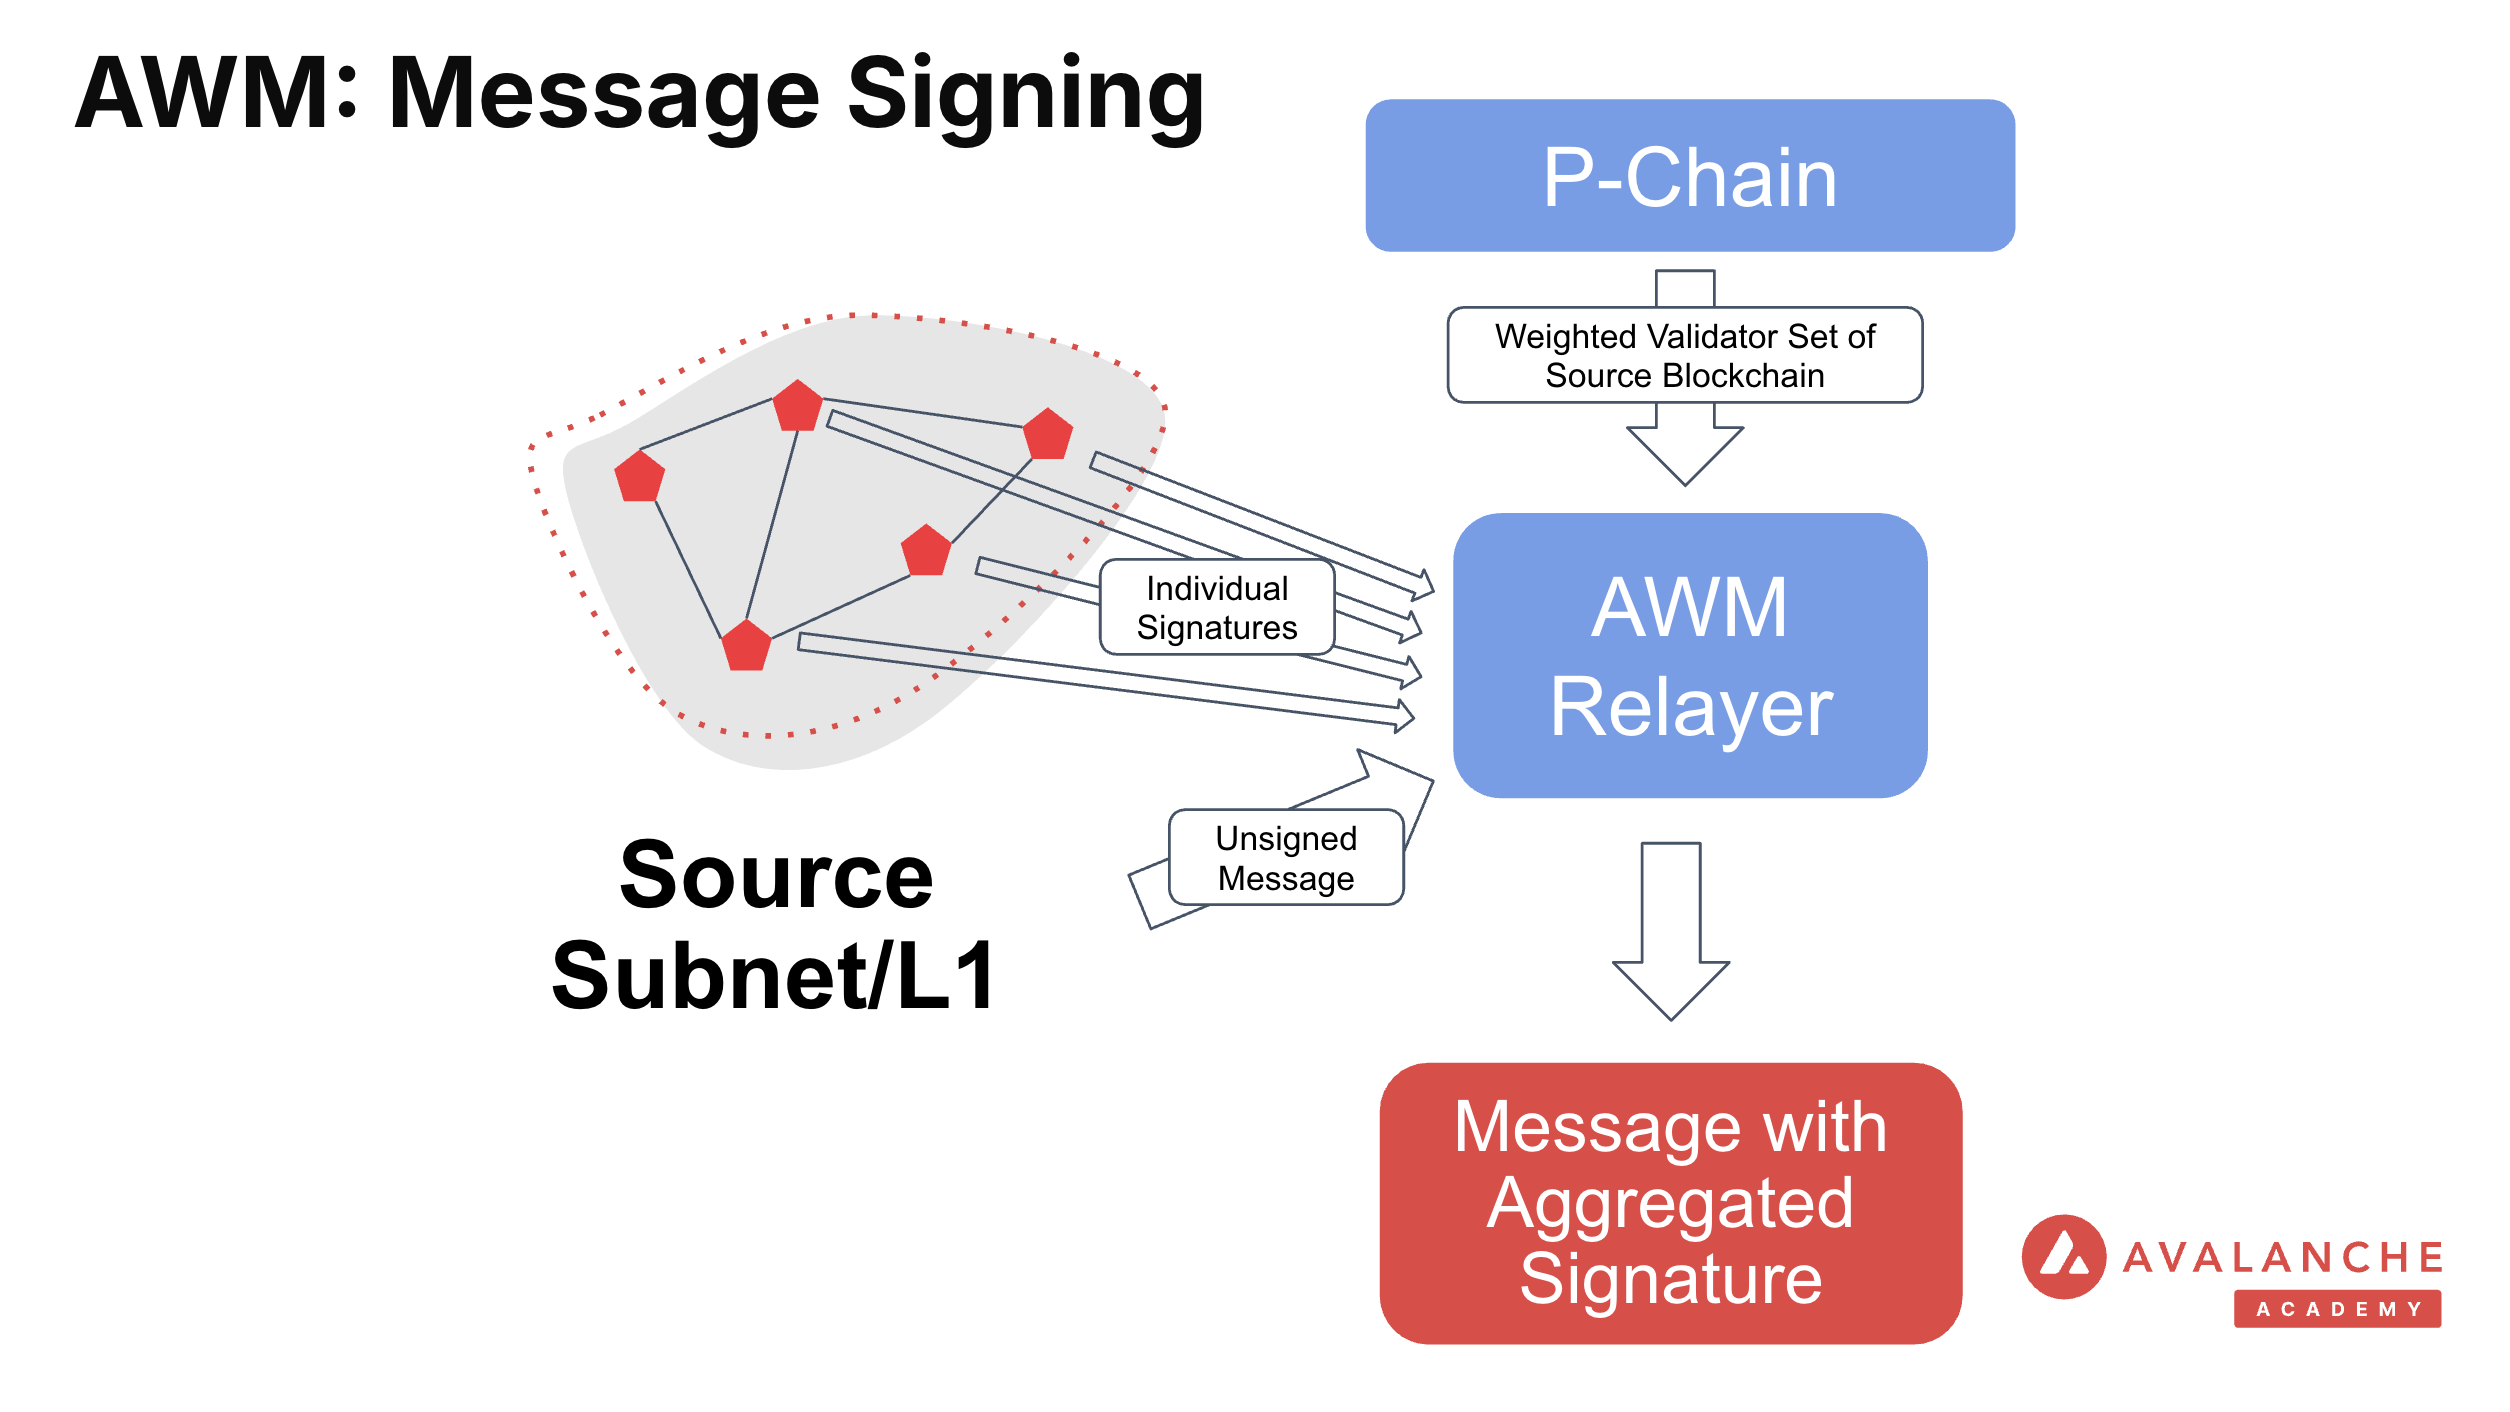 AWM: Message Signing
P-Chain
Weighted Validator Set of
Source Blockchain
Individual
Signatures
AWM
Relayer
Unsigned
Message
Source
Subnet/L1
Message with
Aggregated
Signature
AVALANCHE
ACADEMY